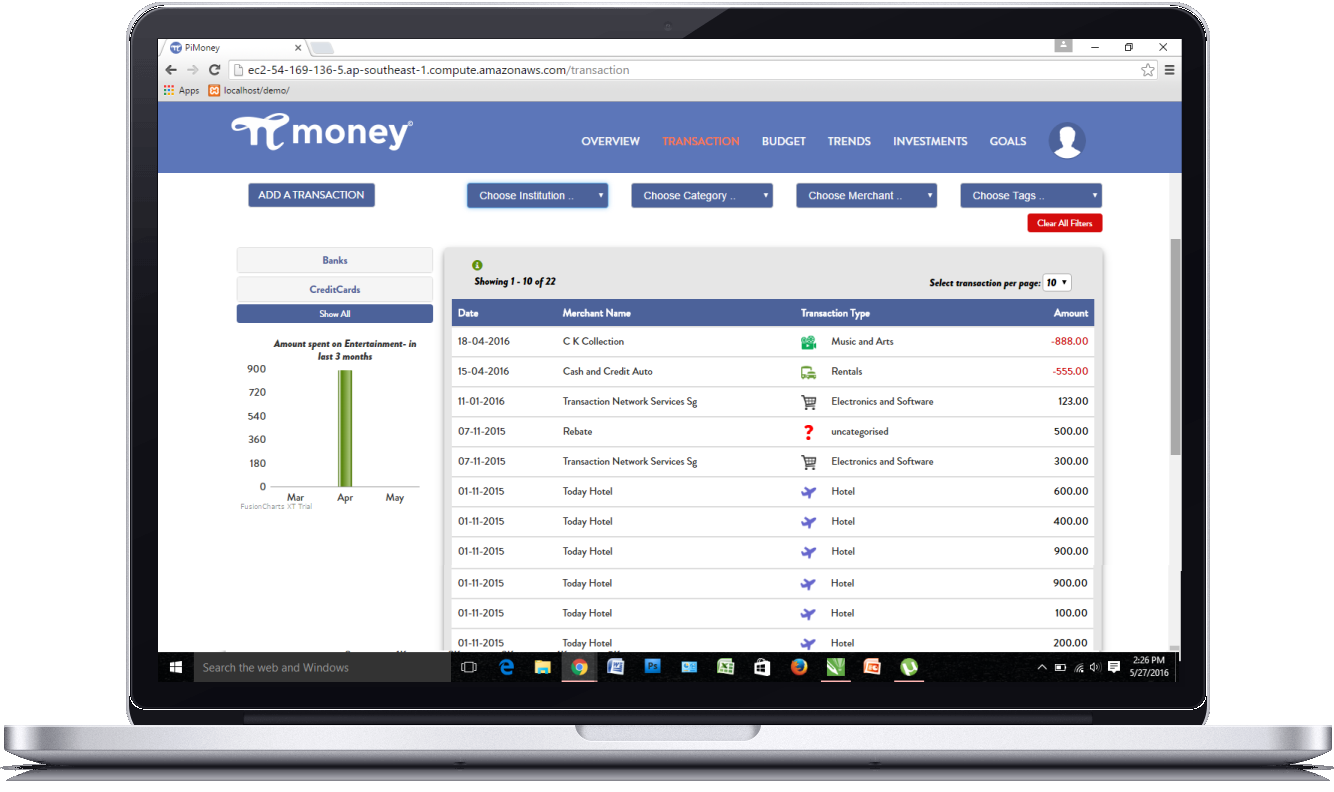 PiMoney
ec2-54-169-136-5.ap-southeast-1.compute.amazonaws.com/transaction
Apps localhost/demo/
money
OVERVIEW TRANSACTION BUDGET TRENDS INVESTMENTS GOALS
ADD A TRANSACTION Choose Institution .. Choose Category .. Choose Merchant .. Choose Tags ..
Clear All Filters
Banks
CreditCards
Show All
Amount spent on Entertainment- in
last 3 months
900
720
540
360
180
0
Mar Apr May
FusionCharts XT Trial
Showing 1 - 10 of 22
Select transaction per page: 10
Date Merchant Name Transaction Type Amount
18-04-2016 C K Collection Music and Arts -888.00
15-04-2016 Cash and Credit Auto Rentals -555.00
11-01-2016 Transaction Network Services Sg Electronics and Software 123.00
07-11-2015 Rebate ? uncategorised 500.00
07-11-2015 Transaction Network Services Sg Electronics and Software 300.00
01-11-2015 Today Hotel Hotel 600.00
01-11-2015 Today Hotel Hotel 400.00
01-11-2015 Today Hotel Hotel 900.00
01-11-2015 Today Hotel Hotel 900.00
01-11-2015 Today Hotel Hotel 100.00
01-11-2015 Today Hotel Hotel 200.00
Search the web and Windows
2:26 PM
5/27/2016